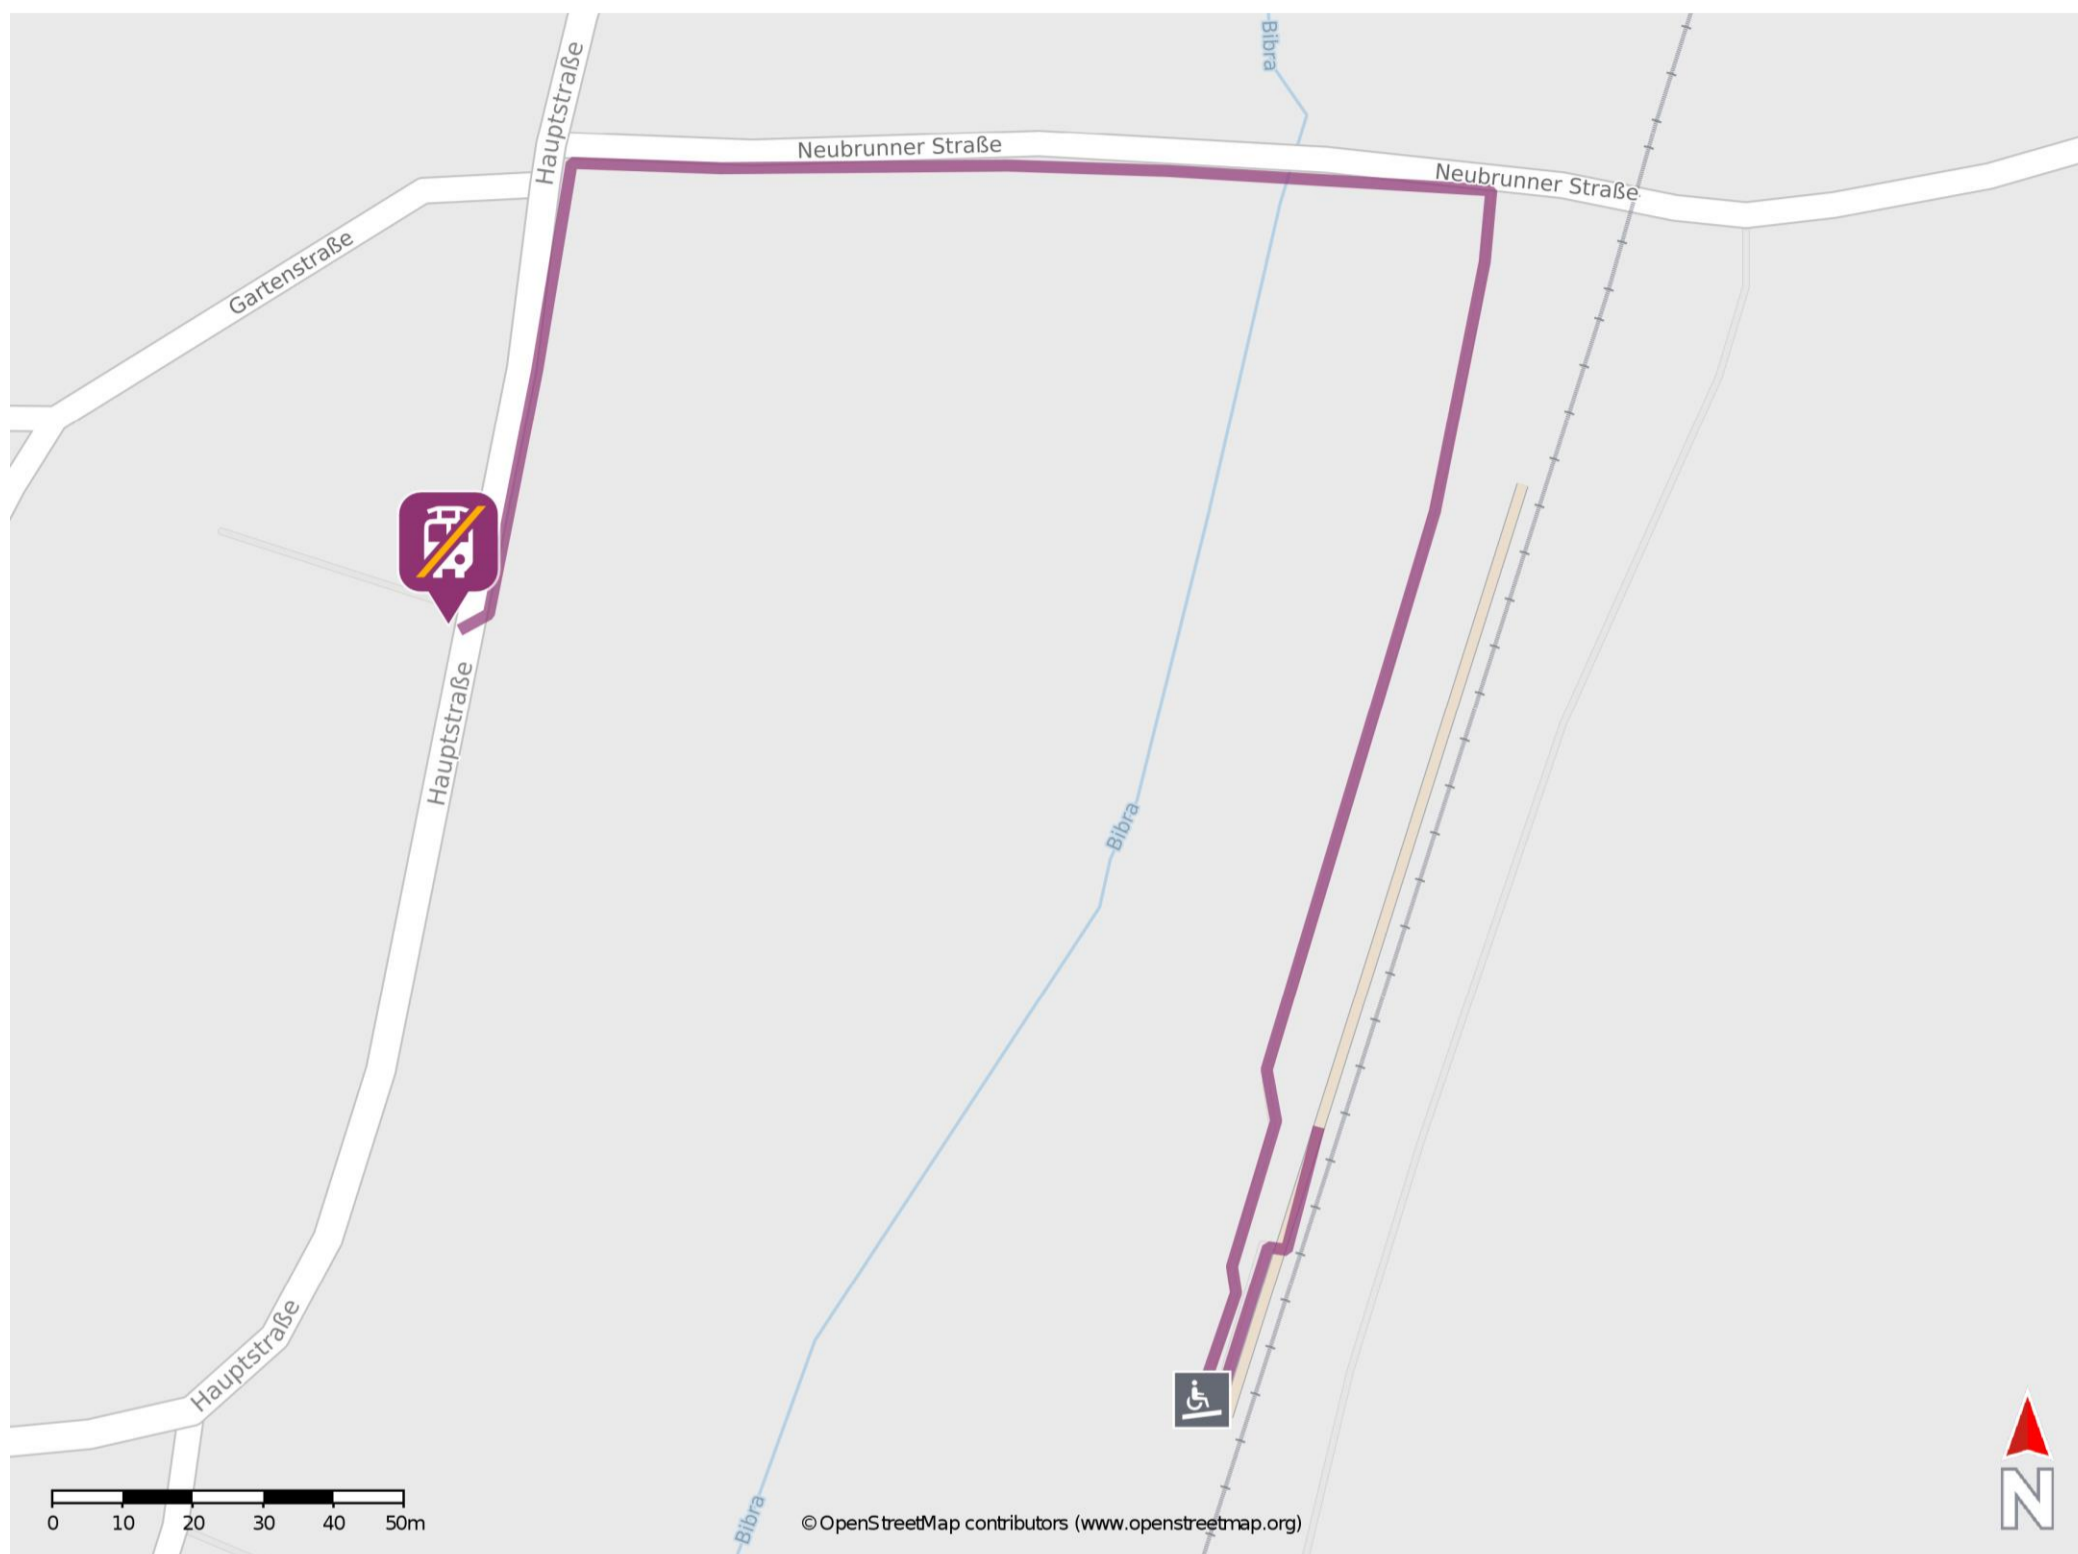 Bibra
Hauptstraße
Neubrunner Straße
Neubrunner Straße
Gartenstraße
Hauptstraße
Bibra
Hauptstraße
Bibra
0 10 20 30 40 50m
© OpenStreetMap contributors (www.openstreetmap.org)
N